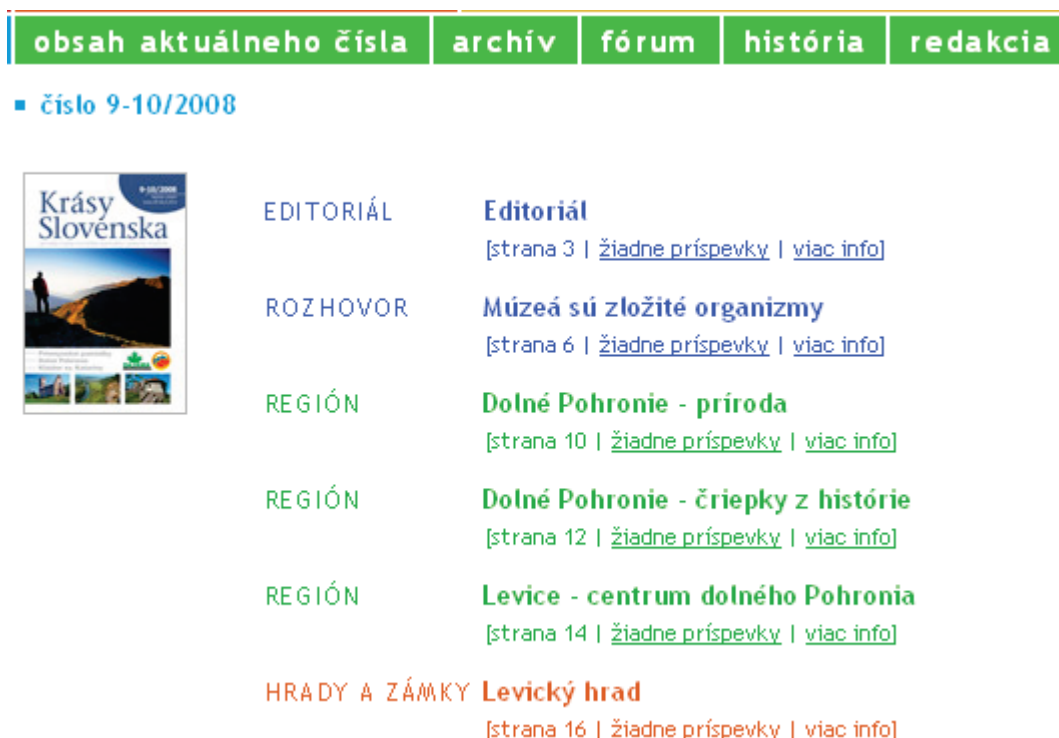 obsah aktuálneho čísla archív fórum história redakcia
číslo 9-10/2008
9-10/2008
Krásy
Slovenska
EDITORIÁL Editoriál
[strana 3 | žiadne príspevky | viac info]
ROZHOVOR Múzeá sú zložité organizmy
[strana 6 | žiadne príspevky | viac info]
REGIÓN Dolné Pohronie - príroda
[strana 10 | žiadne príspevky | viac info]
REGIÓN Dolné Pohronie - čriepky z histórie
[strana 12 | žiadne príspevky | viac info]
REGIÓN Levice - centrum dolného Pohronia
[strana 14 | žiadne príspevky | viac info]
HRADY A ZÁMKY Levický hrad
[strana 16 | žiadne príspevky | viac info]